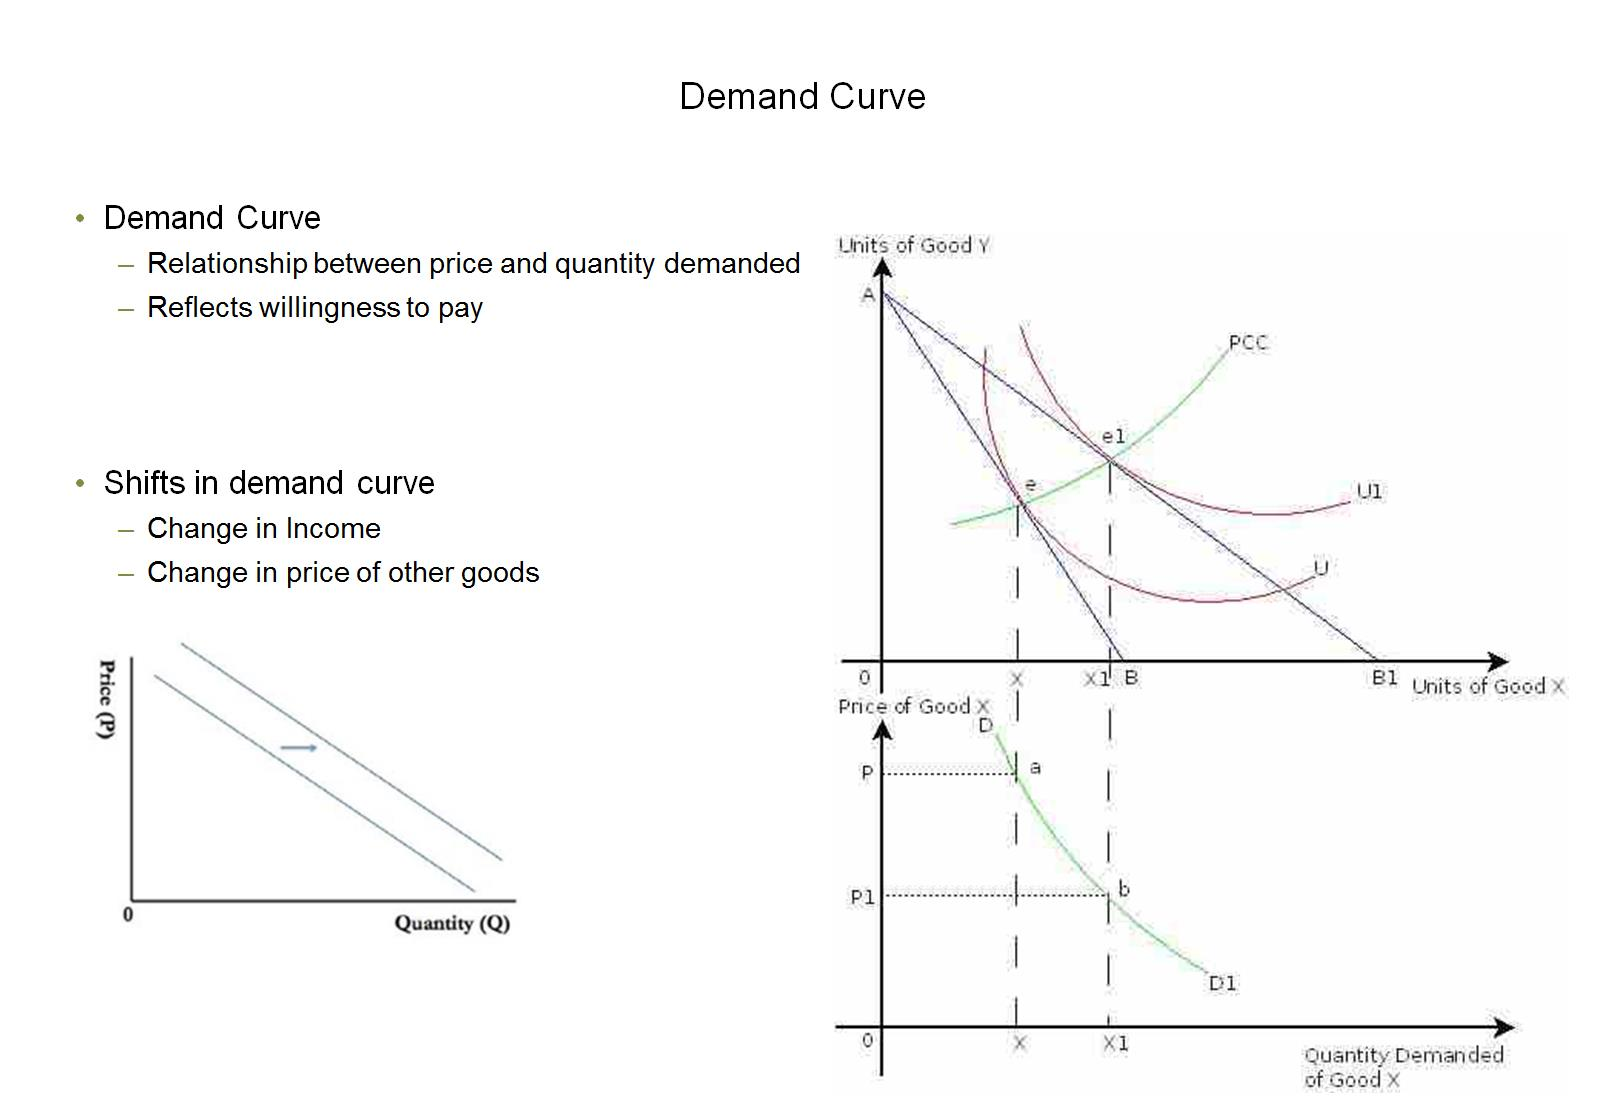 Demand Curve
• Demand Curve
– Relationship between price and quantity demanded
– Reflects willingness to pay
• Shifts in demand curve
– Change in Income
– Change in price of other goods
Price (P)
0
Quantity (Q)
Units of Good Y
A
PCC
e1
e
U1
U
0
X
X1
B
B1
Units of Good X
Price of Good X
D
P
a
P1
b
D1
0
X
X1
Quantity Demanded
of Good X